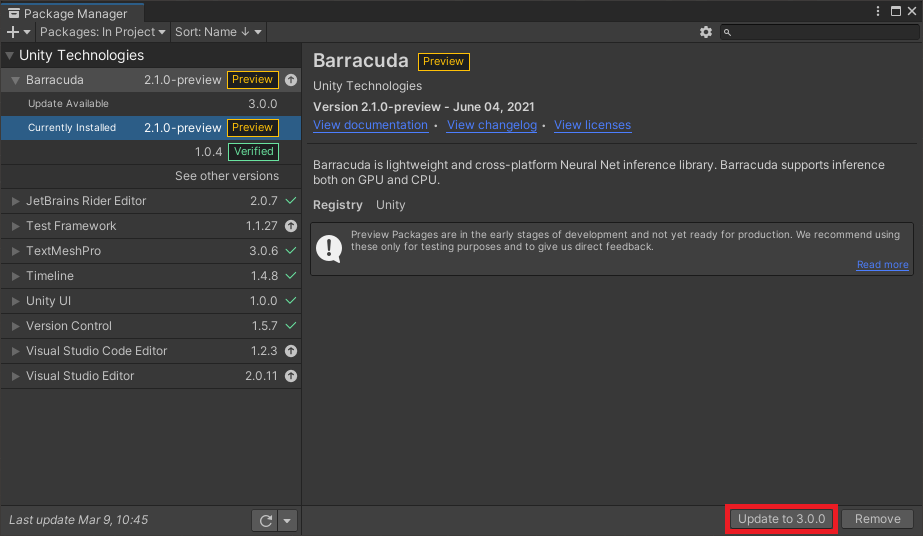 Package Manager
Packages: In Project
Sort: Name ↓
Unity Technologies
Barracuda 2.1.0-preview Preview
Update Available 3.0.0
Currently Installed 2.1.0-preview Preview
1.0.4 Verified
See other versions
JetBrains Rider Editor 2.0.7
Test Framework 1.1.27
TextMeshPro 3.0.6
Timeline 1.4.8
Unity UI 1.0.0
Version Control 1.5.7
Visual Studio Code Editor 1.2.3
Visual Studio Editor 2.0.11
Last update Mar 9, 10:45
Barracuda Preview
Unity Technologies
Version 2.1.0-preview - June 04, 2021
View documentation • View changelog • View licenses
Barracuda is lightweight and cross-platform Neural Net inference library. Barracuda supports inference
both on GPU and CPU.
Registry Unity
Preview Packages are in the early stages of development and not yet ready for production. We recommend using
these only for testing purposes and to give us direct feedback.
Read more
Update to 3.0.0
Remove